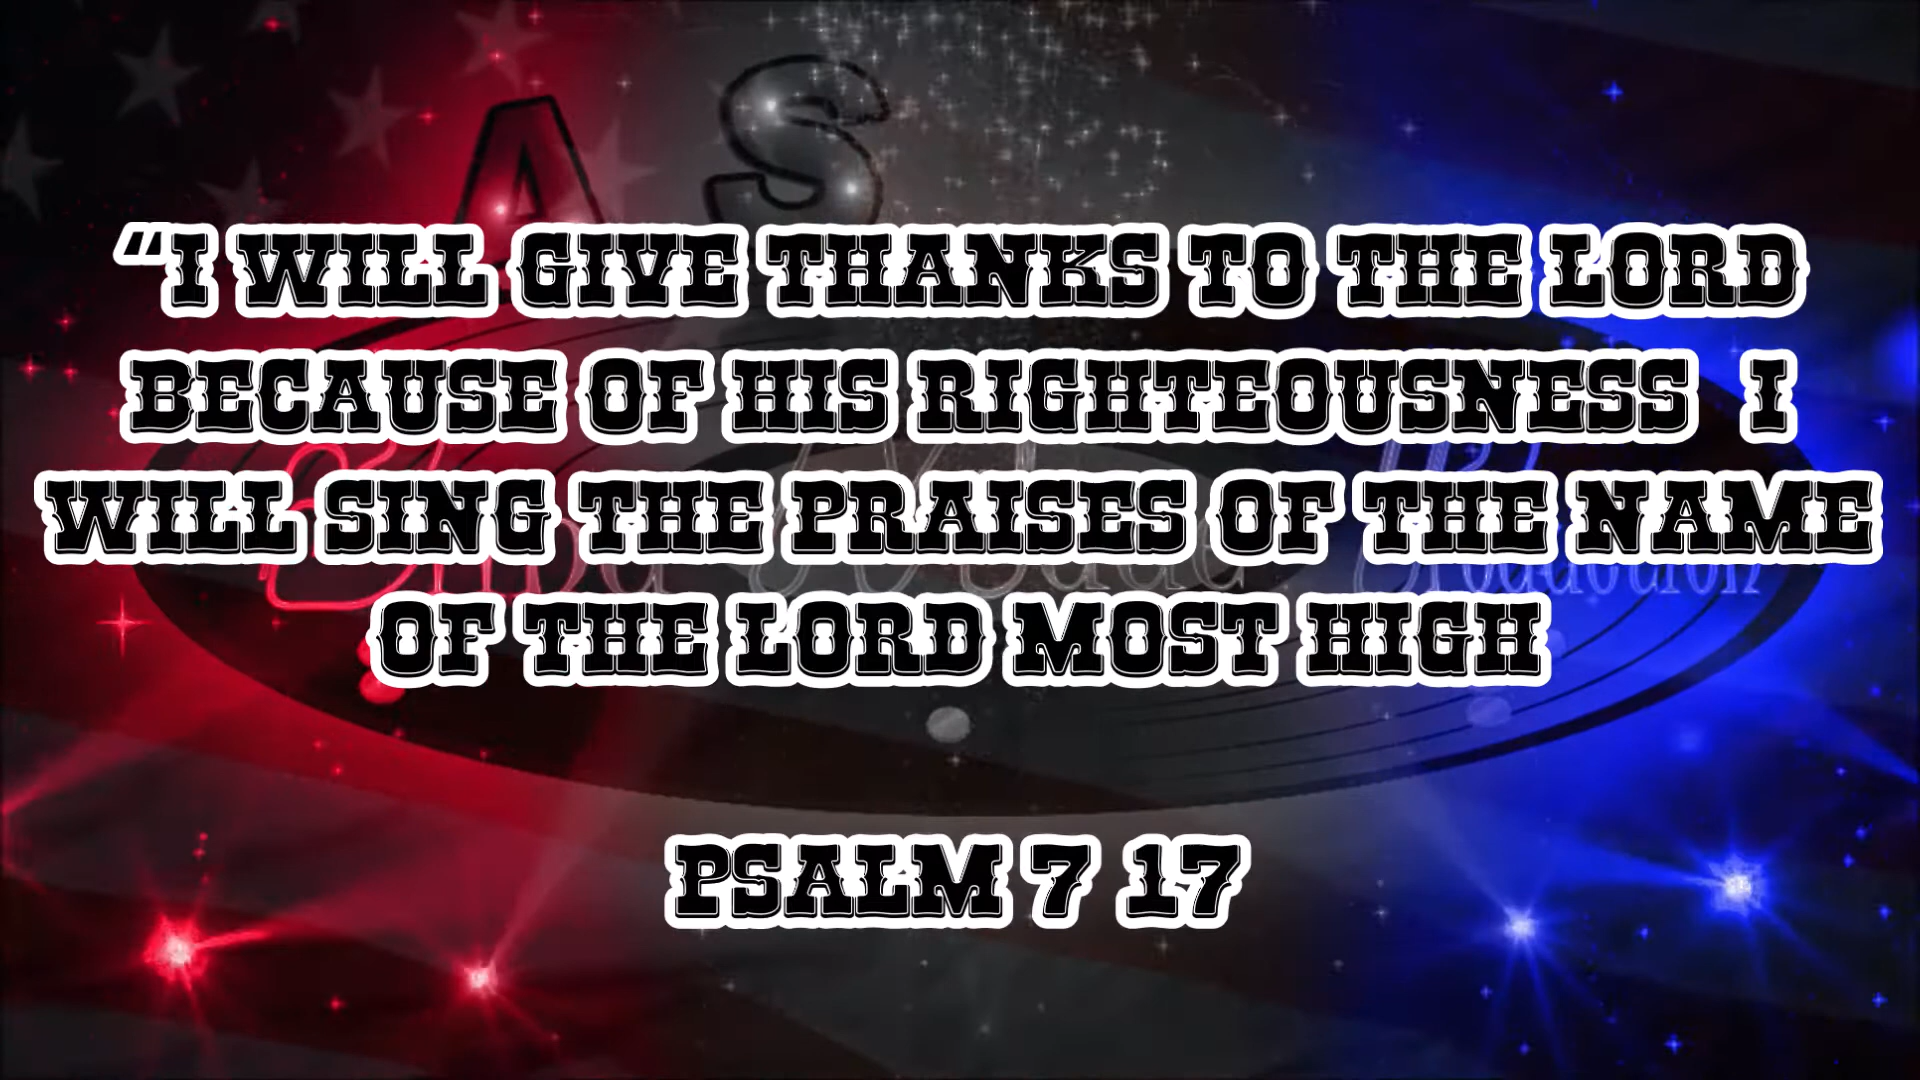 A S
“I WILL GIVE THANKS TO THE LORD
BECAUSE OF HIS RIGHTEOUSNESS I
WILL SING THE PRAISES OF THE NAME
OF THE LORD MOST HIGH
PSALM 7 17